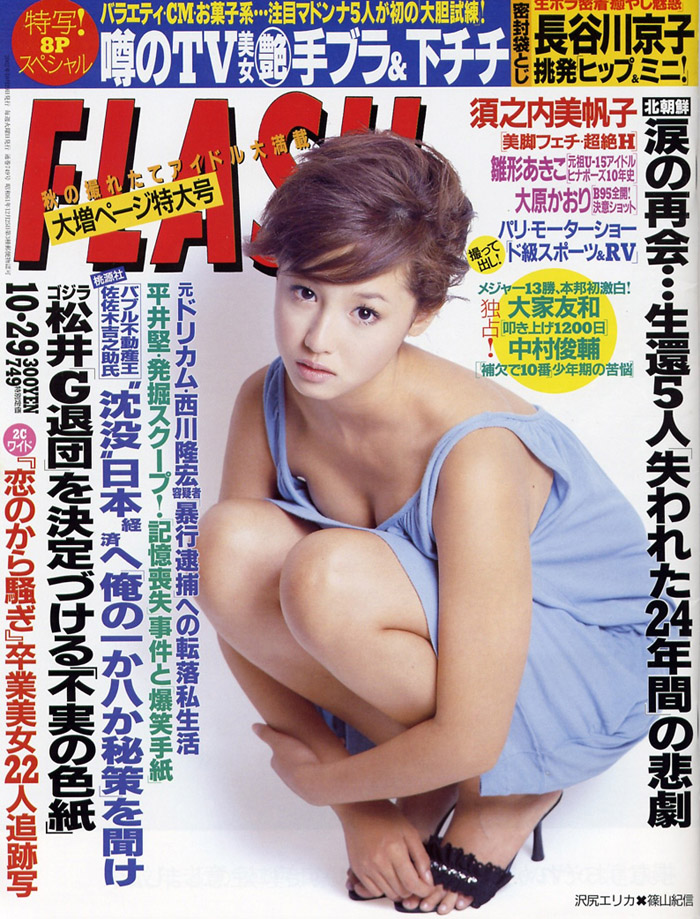 特写!
8P
スペシャル
バラエティ・CM・お菓子系…注目マドンナ5人が初の大胆試練!
噂のTV美女艶手ブラ&下チチ
密封袋とじ
生ポラ密着"癒やし魅惑"
長谷川京子
挑発「ヒップ&ミニ!」
FLASH
秋の撮れたてアイドル大満載
大増ページ特大号
須之内美帆子
[美脚フェチ・超絶H]
雛形あきこ
[元祖U-15アイドル
ヒナポーズ10年史]
大原かおり
[B95全開!
決意ショット]
撮って出し!
パリ・モーターショー
「ド級スポーツ&RV」
メジャー13勝、本邦初激白!
独占!
大家友和
[叩き上げ1200日]
中村俊輔
[補欠で10番 少年期の苦悩]
北朝鮮
涙の再会…生還5人「失われた24年間」の悲劇
元ドリカム・西川隆宏容疑者 暴行逮捕への転落私生活
平井堅・発掘スクープ!「記憶喪失事件と爆笑手紙」
桃源社
バブル不動産王
佐佐木吉之助氏
"沈没"日本経済へ「俺の一か八か秘策」を聞け
ゴジラ
松井「G退団」を決定づける「不実の色紙」
10・29
300YEN
749
2Cワイド
『恋のから騒ぎ』卒業美女22人追跡写
沢尻エリカ✖篠山紀信